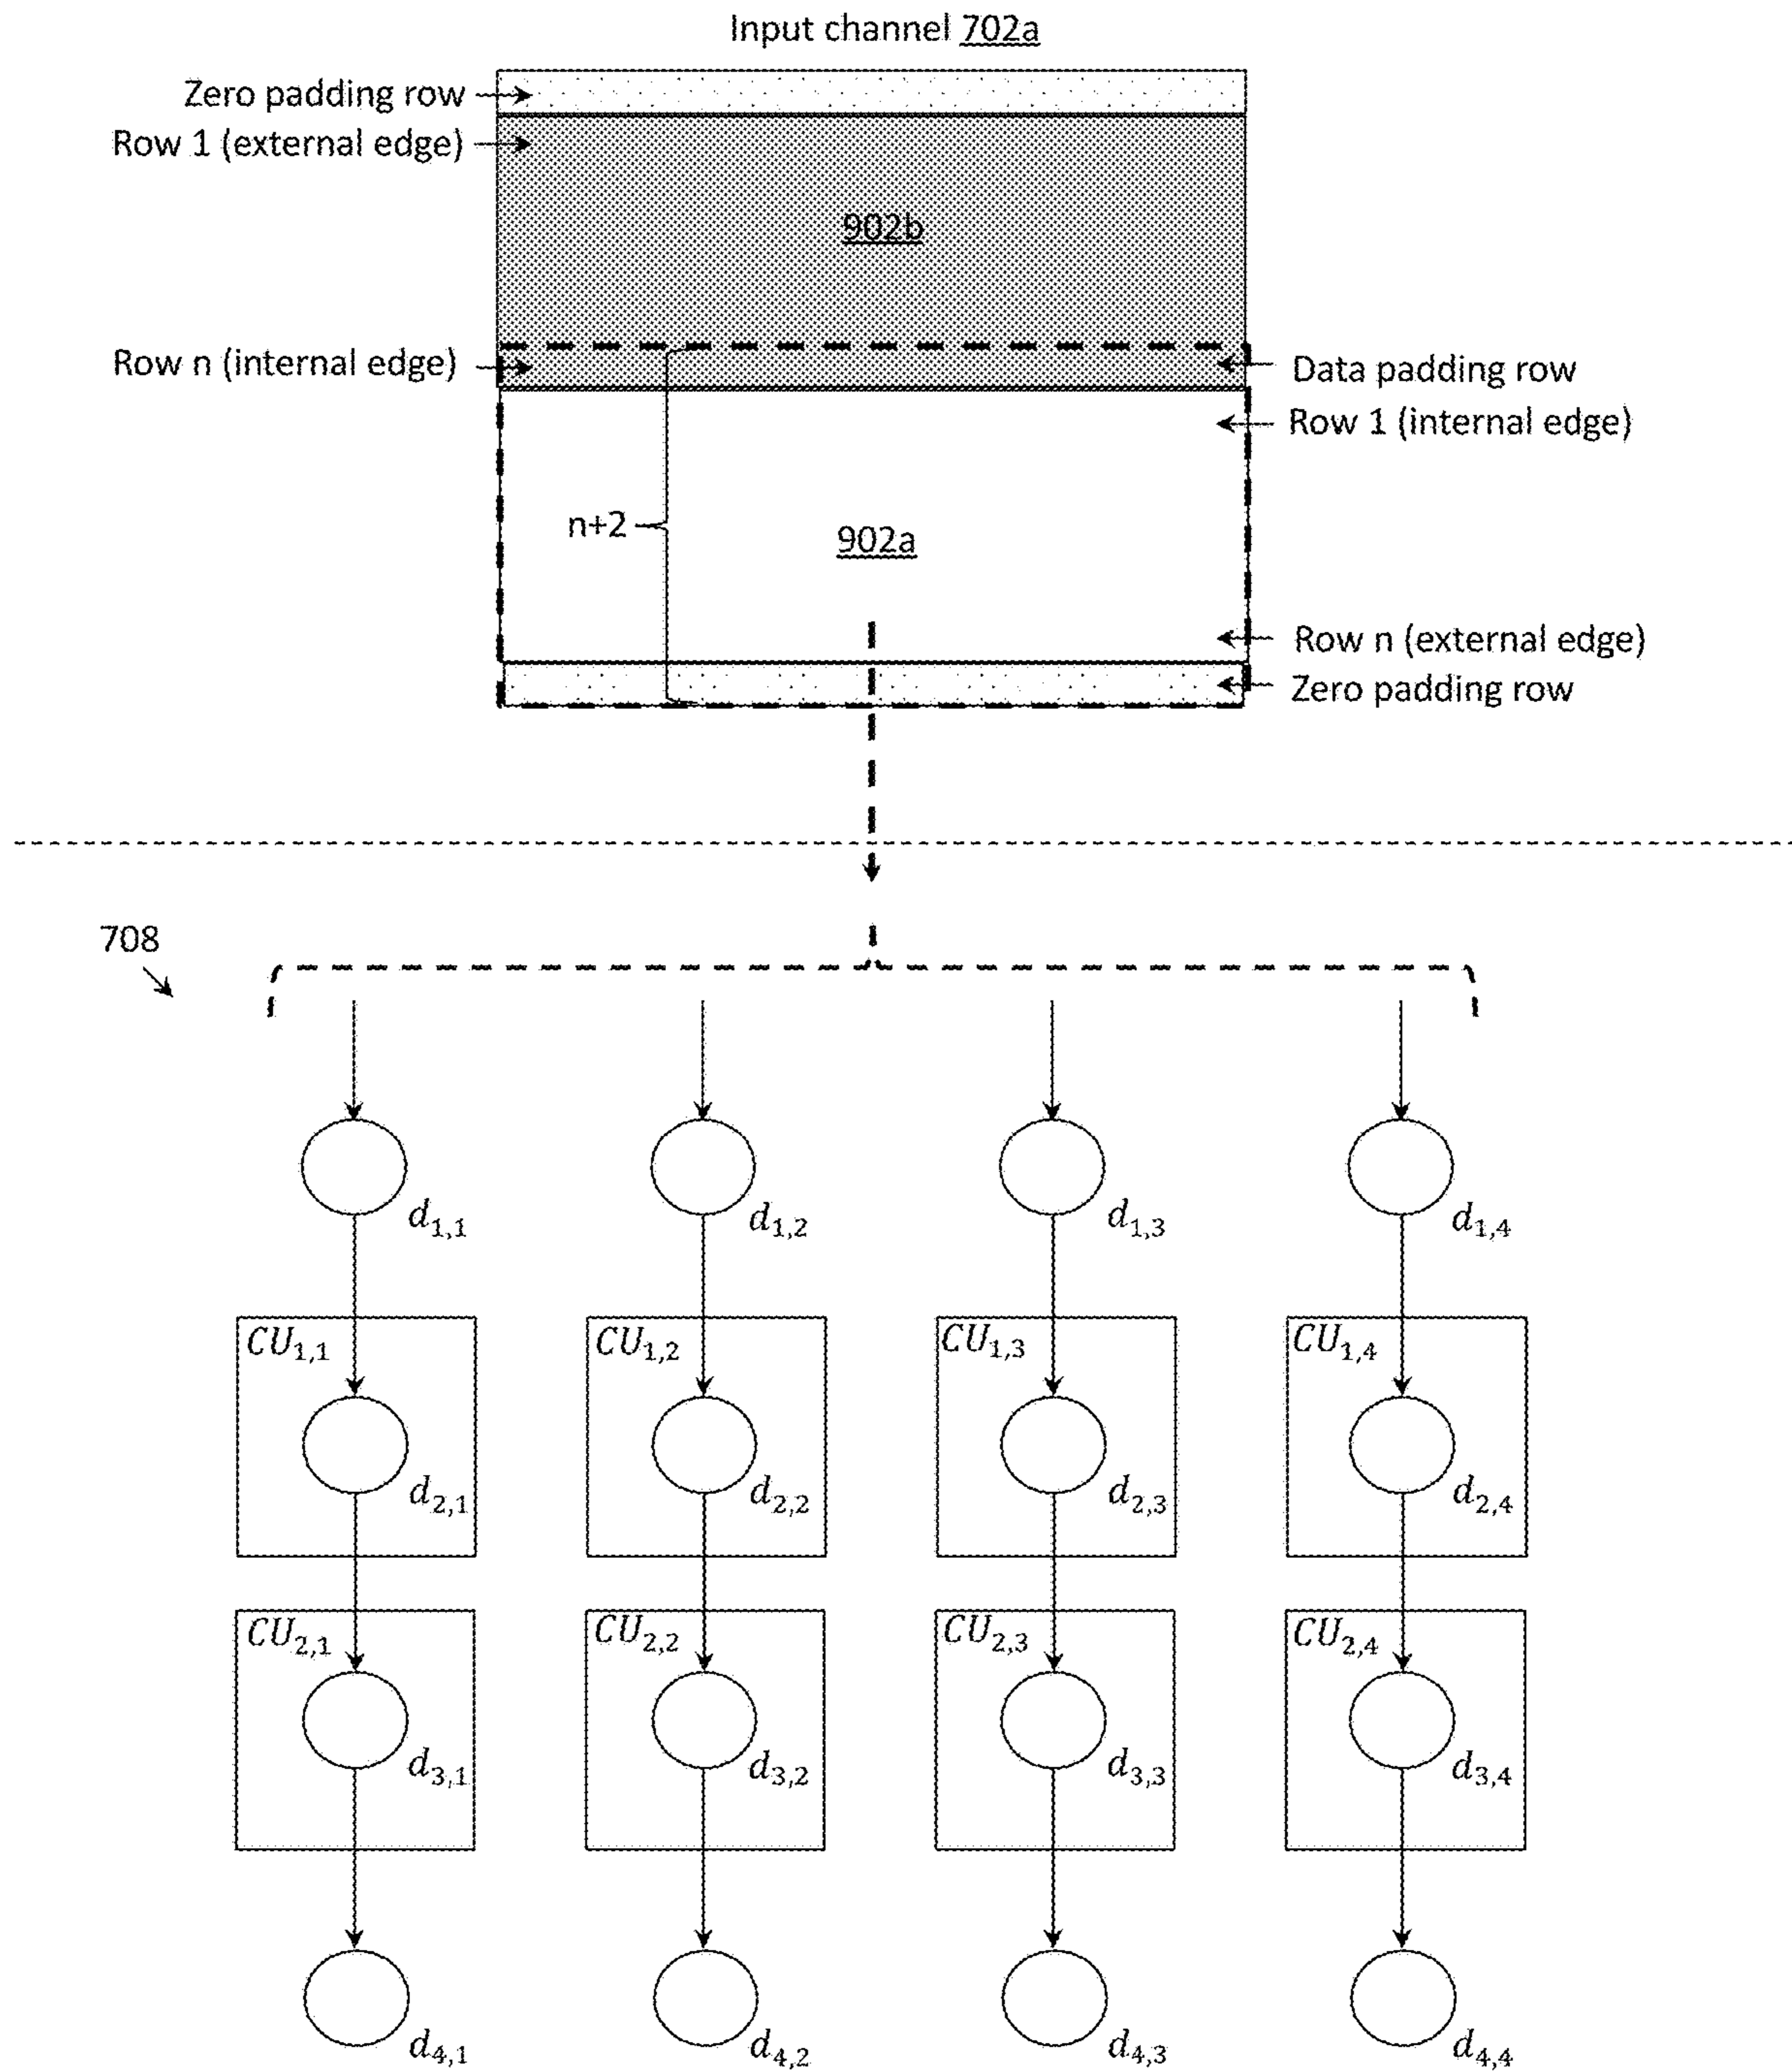 Input channel 702a
Zero padding row
Row 1 (external edge)
902b
Row n (internal edge)
Data padding row
Row 1 (internal edge)
n+2
902a
Row n (external edge)
Zero padding row
708
d1,1 d1,2 d1,3 d1,4
CU1,1 CU1,2 CU1,3 CU1,4
d2,1 d2,2 d2,3 d2,4
CU2,1 CU2,2 CU2,3 CU2,4
d3,1 d3,2 d3,3 d3,4
d4,1 d4,2 d4,3 d4,4